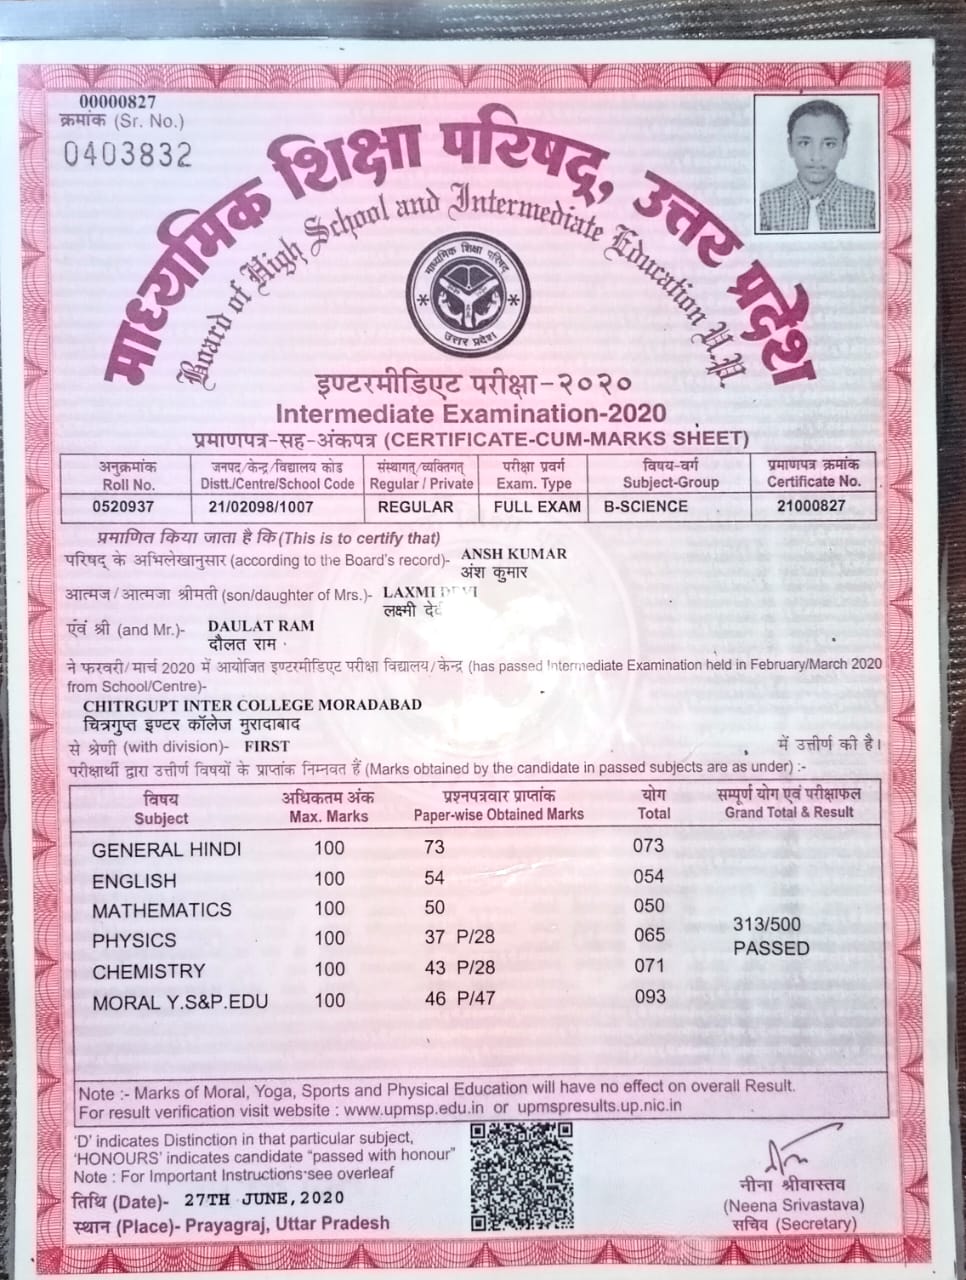 00000827
क्रमांक (Sr. No.)
0403832
माध्यमिक शिक्षा परिषद्, उत्तर प्रदेश
Board of High School and Intermediate Education U.P.
माध्यमिक शिक्षा परिषद्
उत्तर प्रदेश
इण्टरमीडिएट परीक्षा-२०२०
Intermediate Examination-2020
प्रमाणपत्र-सह-अंकपत्र (CERTIFICATE-CUM-MARKS SHEET)
अनुक्रमांक जनपद/केन्द्र/विद्यालय कोड संस्थागत्/व्यक्तिगत् परीक्षा प्रवर्ग विषय-वर्ग प्रमाणपत्र क्रमांक
Roll No. Distt./Centre/School Code Regular / Private Exam. Type Subject-Group Certificate No.
0520937 21/02098/1007 REGULAR FULL EXAM B-SCIENCE 21000827
प्रमाणित किया जाता है कि (This is to certify that)
परिषद् के अभिलेखानुसार (according to the Board's record)- ANSH KUMAR
अंश कुमार
आत्मज/आत्मजा श्रीमती (son/daughter of Mrs.)- LAXMI DEVI
लक्ष्मी
एवं श्री (and Mr.)- DAULAT RAM
दौलत राम
ने फरवरी/मार्च 2020 में आयोजित इण्टरमीडिएट परीक्षा विद्यालय/केन्द्र (has passed Intermediate Examination held in February/March 2020
from School/Centre)-
CHITRGUPT INTER COLLEGE MORADABAD
चित्रगुप्त इण्टर कॉलेज मुरादाबाद
से श्रेणी (with division)- FIRST में उत्तीर्ण की है।
परीक्षार्थी द्वारा उत्तीर्ण विषयों के प्राप्तांक निम्नवत हैं (Marks obtained by the candidate in passed subjects are as under) :-
विषय अधिकतम अंक प्रश्नपत्रवार प्राप्तांक योग सम्पूर्ण योग एवं परीक्षाफल
Subject Max. Marks Paper-wise Obtained Marks Total Grand Total & Result
GENERAL HINDI 100 73 073
ENGLISH 100 54 054
MATHEMATICS 100 50 050
PHYSICS 100 37 P/28 065
CHEMISTRY 100 43 P/28 071
MORAL Y.S&P.EDU 100 46 P/47 093
313/500
PASSED
Note :- Marks of Moral, Yoga, Sports and Physical Education will have no effect on overall Result.
For result verification visit website : www.upmsp.edu.in or upmspresults.up.nic.in
'D' indicates Distinction in that particular subject,
'HONOURS' indicates candidate "passed with honour"
Note : For Important Instructions see overleaf
तिथि (Date)- 27TH JUNE, 2020
स्थान (Place)- Prayagraj, Uttar Pradesh
नीना श्रीवास्तव
(Neena Srivastava)
सचिव (Secretary)